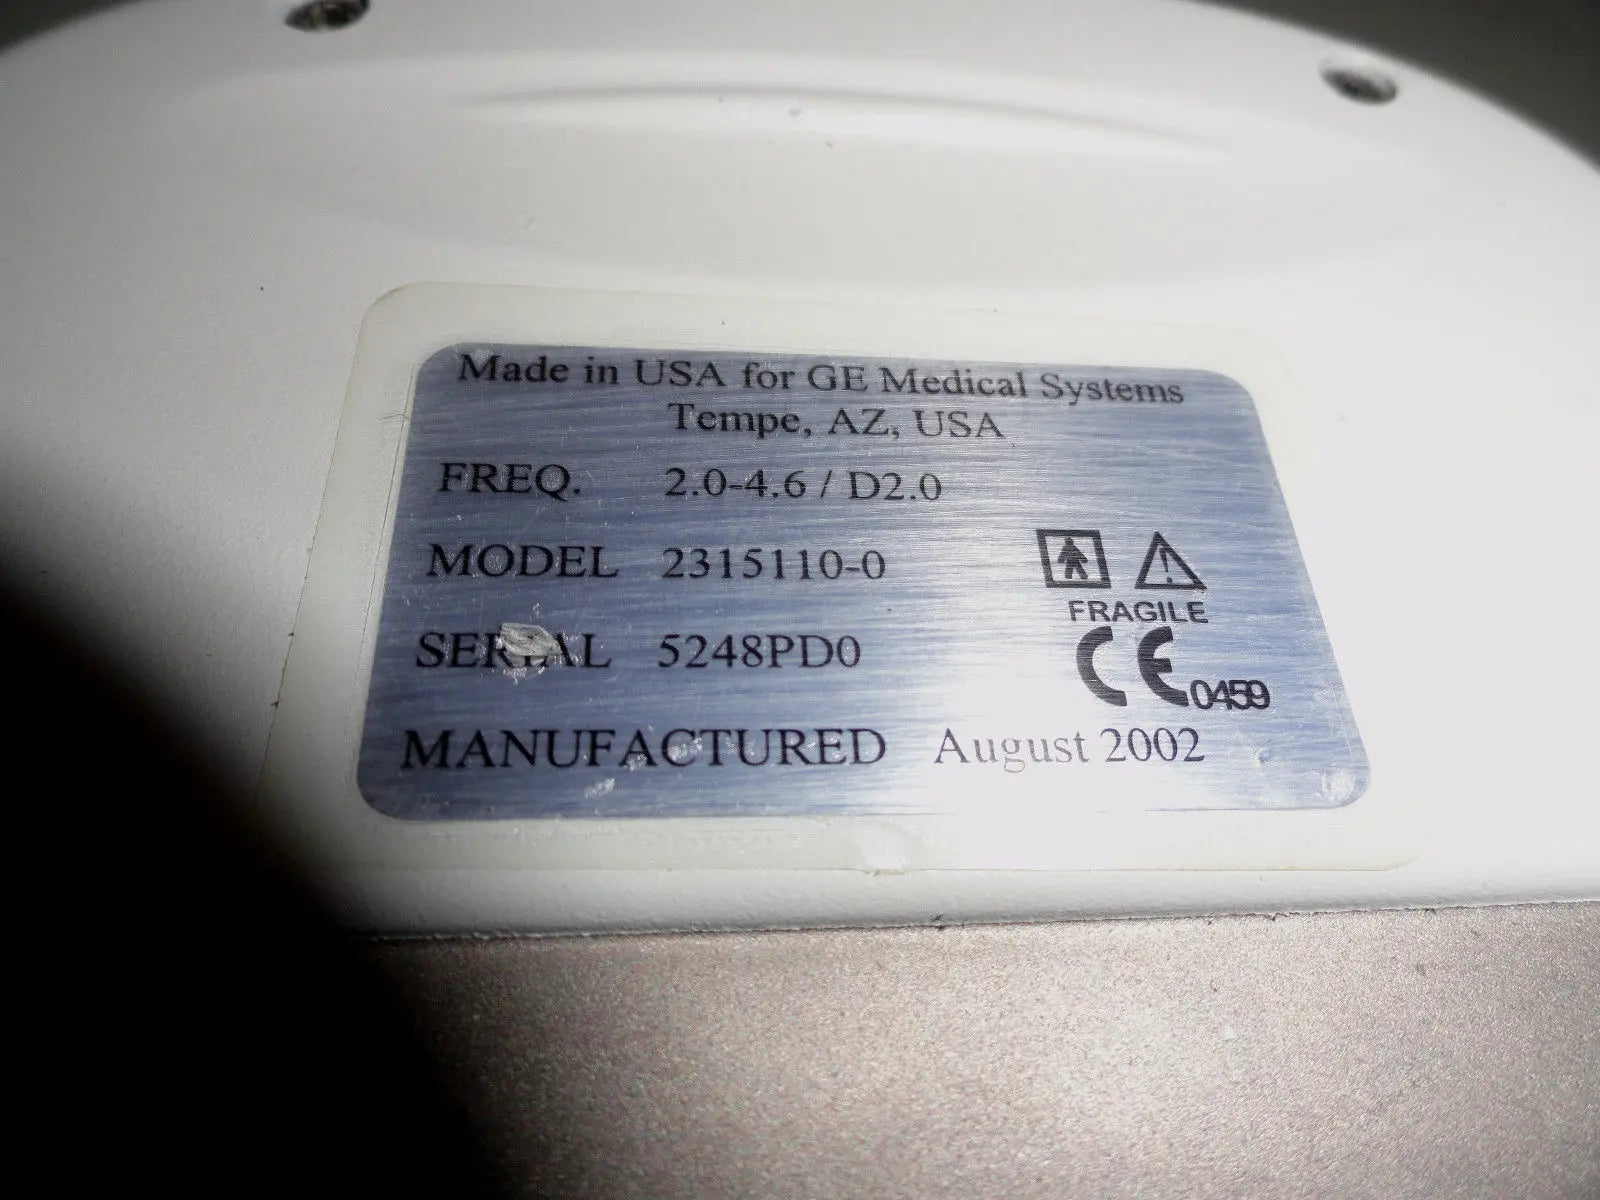 Made in USA for GE Medical Systems
Tempe, AZ, USA
FREQ. 2.0-4.6 / D2.0
MODEL 2315110-0
FRAGILE
SERIAL 5248PD0
CE 0459
MANUFACTURED August 2002